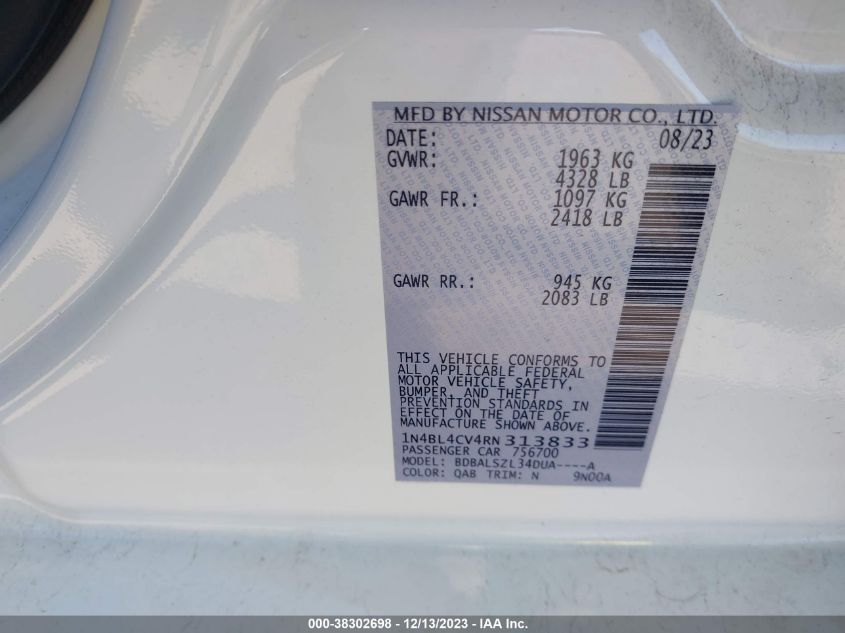 MFD BY NISSAN MOTOR CO., LTD.
DATE: 08/23
GVWR: 1963 KG
4328 LB
GAWR FR.: 1097 KG
2418 LB
GAWR RR.: 945 KG
2083 LB
THIS VEHICLE CONFORMS TO
ALL APPLICABLE FEDERAL
MOTOR VEHICLE SAFETY,
BUMPER, AND THEFT
PREVENTION STANDARDS IN
EFFECT ON THE DATE OF
MANUFACTURE SHOWN ABOVE.
1N4BL4CV4RN313833
PASSENGER CAR 756700
MODEL: BDBALSZL34DUA----A
COLOR: QAB TRIM: N 9N00A
000-38302698 - 12/13/2023 - IAA Inc.